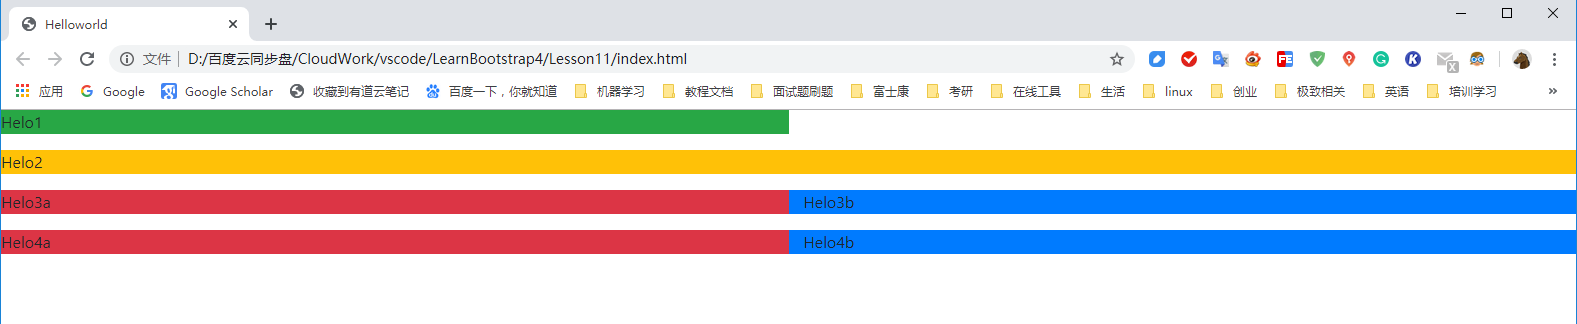 Helloworld
文件 D:/百度云同步盘/CloudWork/vscode/LearnBootstrap4/Lesson11/index.html
应用 Google Google Scholar 收藏到有道云笔记 百度一下，你就知道 机器学习 教程文档 面试题刷题 富士康 考研 在线工具 生活 linux 创业 极致相关 英语 培训学习
Helo1
Helo2
Helo3a Helo3b
Helo4a Helo4b